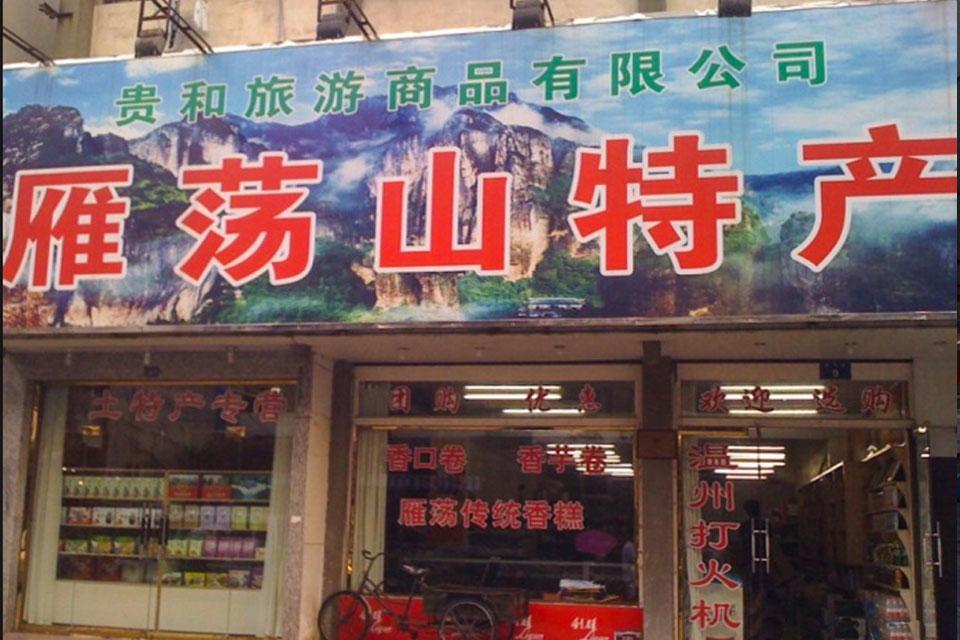 贵和旅游商品有限公司
雁荡山特产
土特产专营
团购 优惠
欢迎 选购
香口卷 香芋卷
雁荡传统香糕
温州打火机